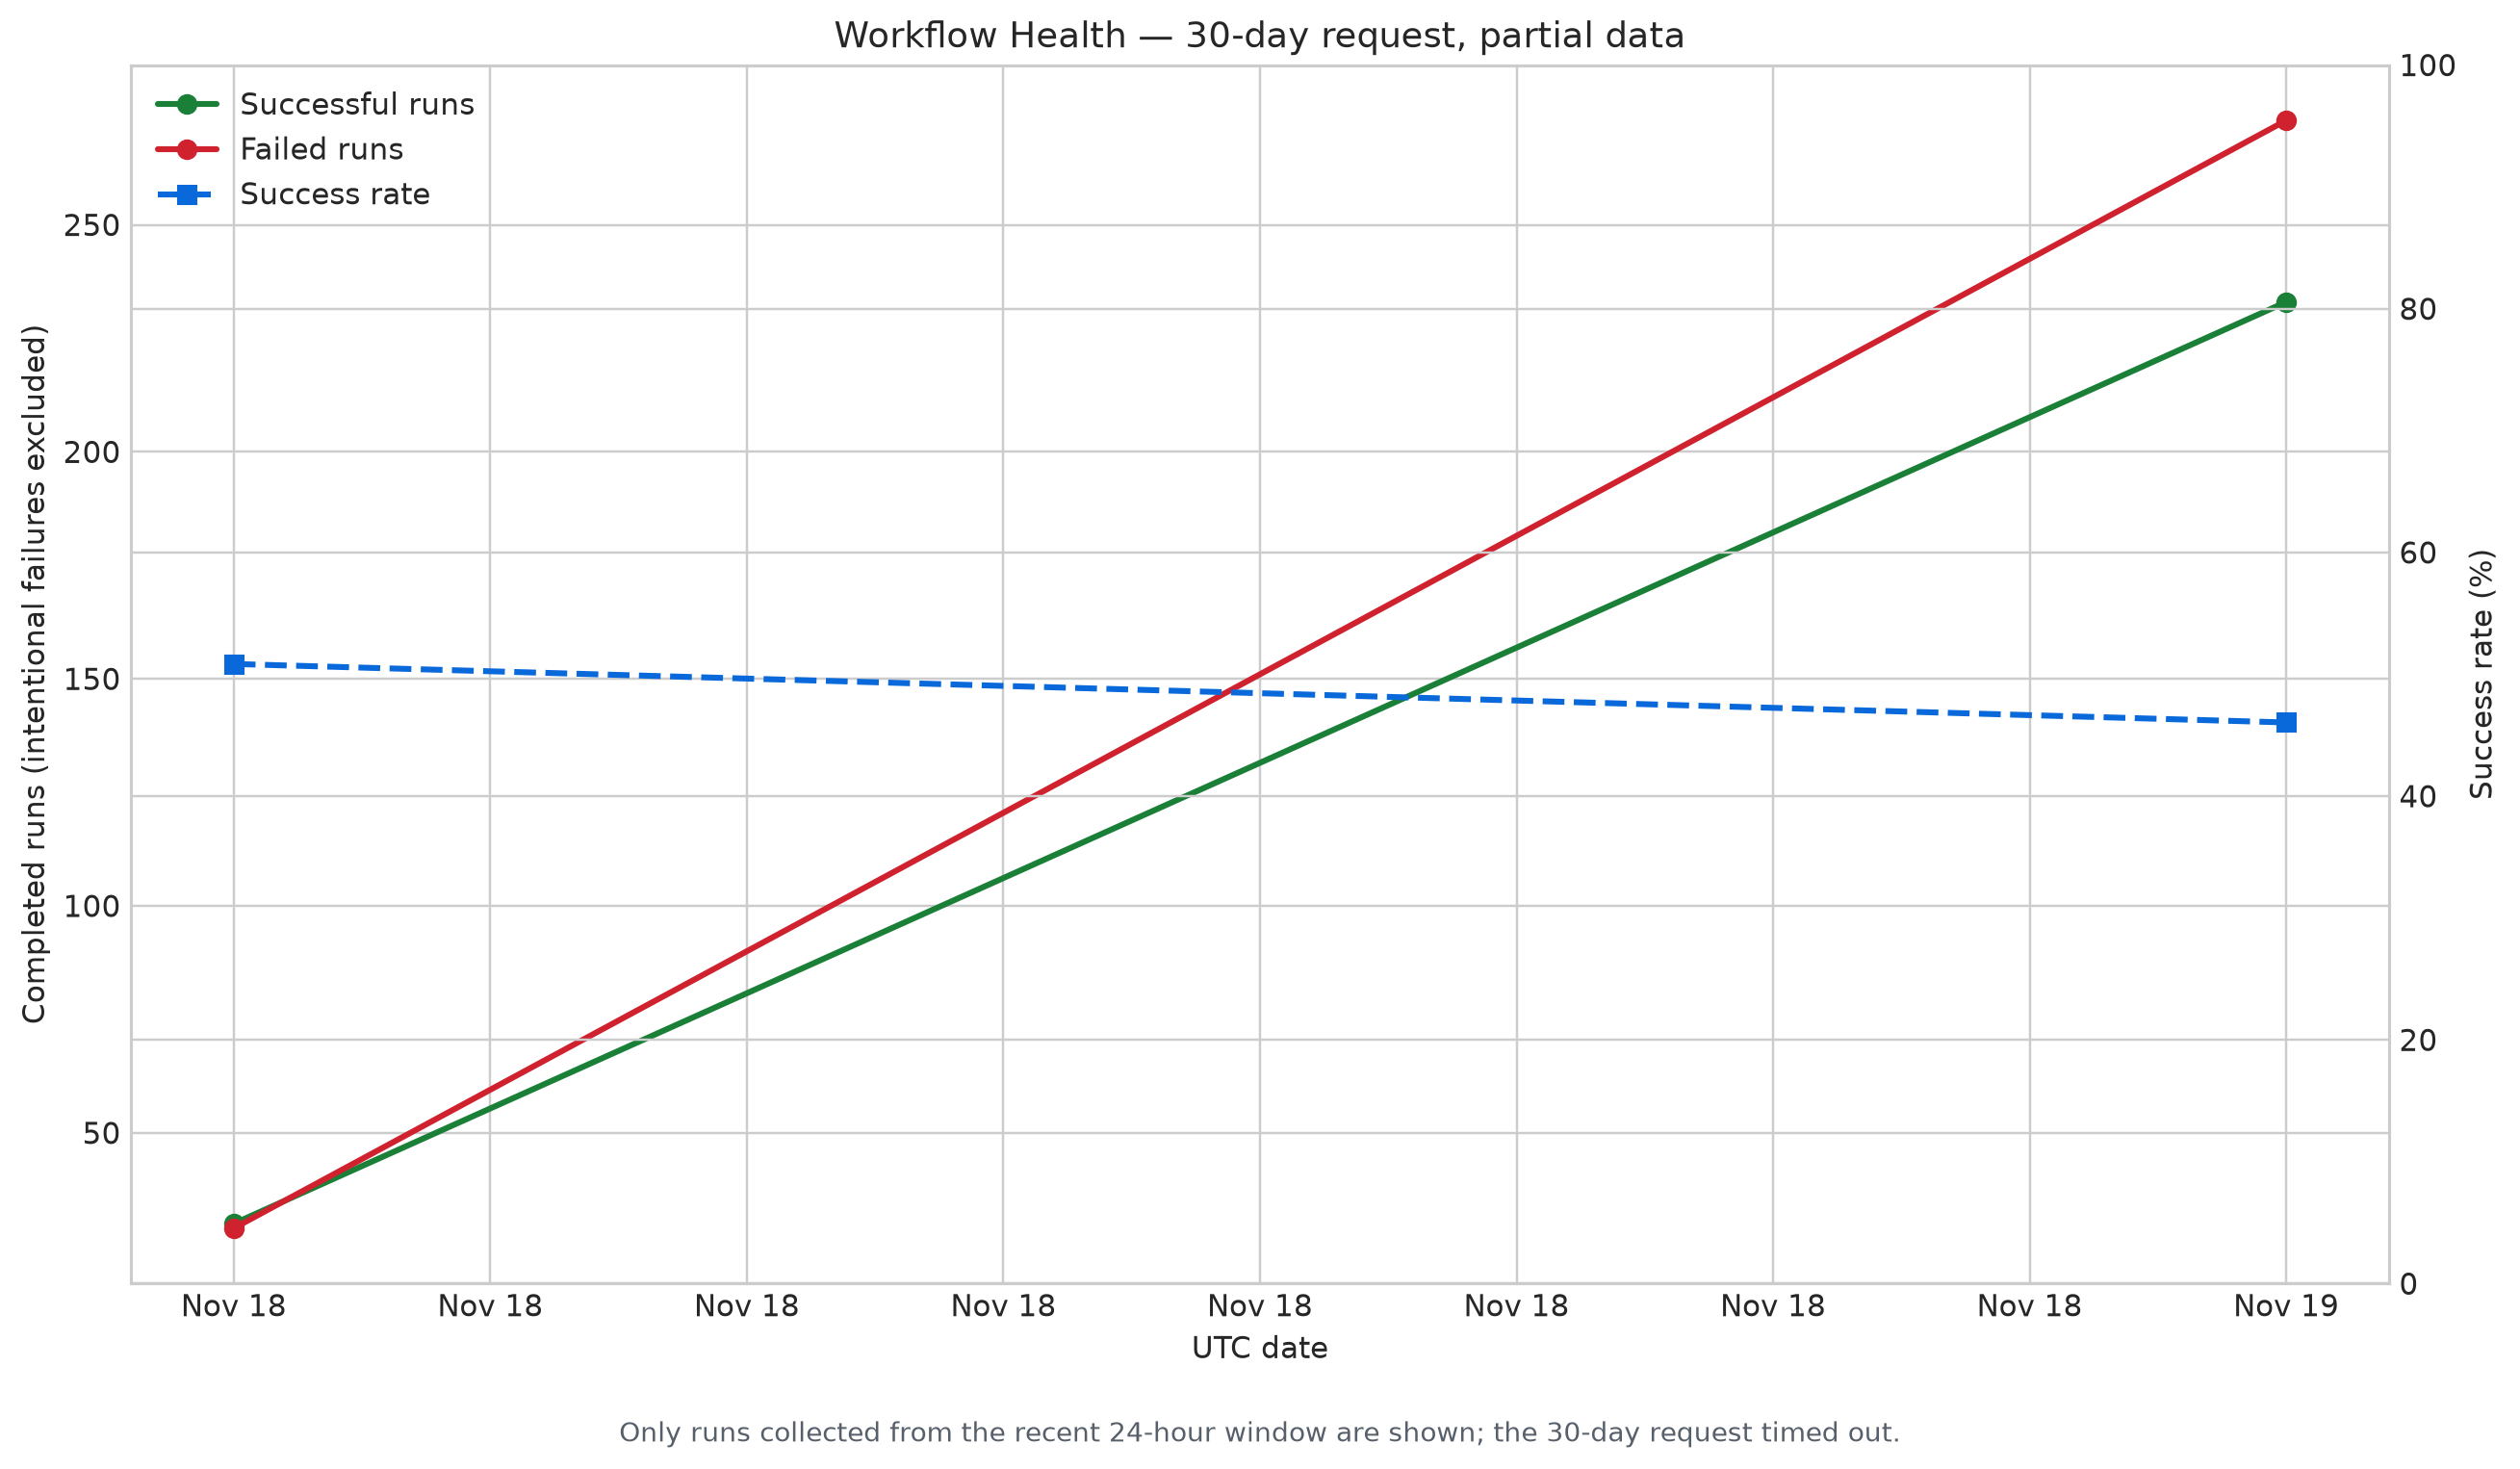 Workflow Health — 30-day request, partial data
Successful runs
Failed runs
Success rate
Completed runs (intentional failures excluded)
250
200
150
100
50
100
80
60
40
20
0
Success rate (%)
Nov 18 Nov 18 Nov 18 Nov 18 Nov 18 Nov 18 Nov 18 Nov 18 Nov 19
UTC date
Only runs collected from the recent 24-hour window are shown; the 30-day request timed out.